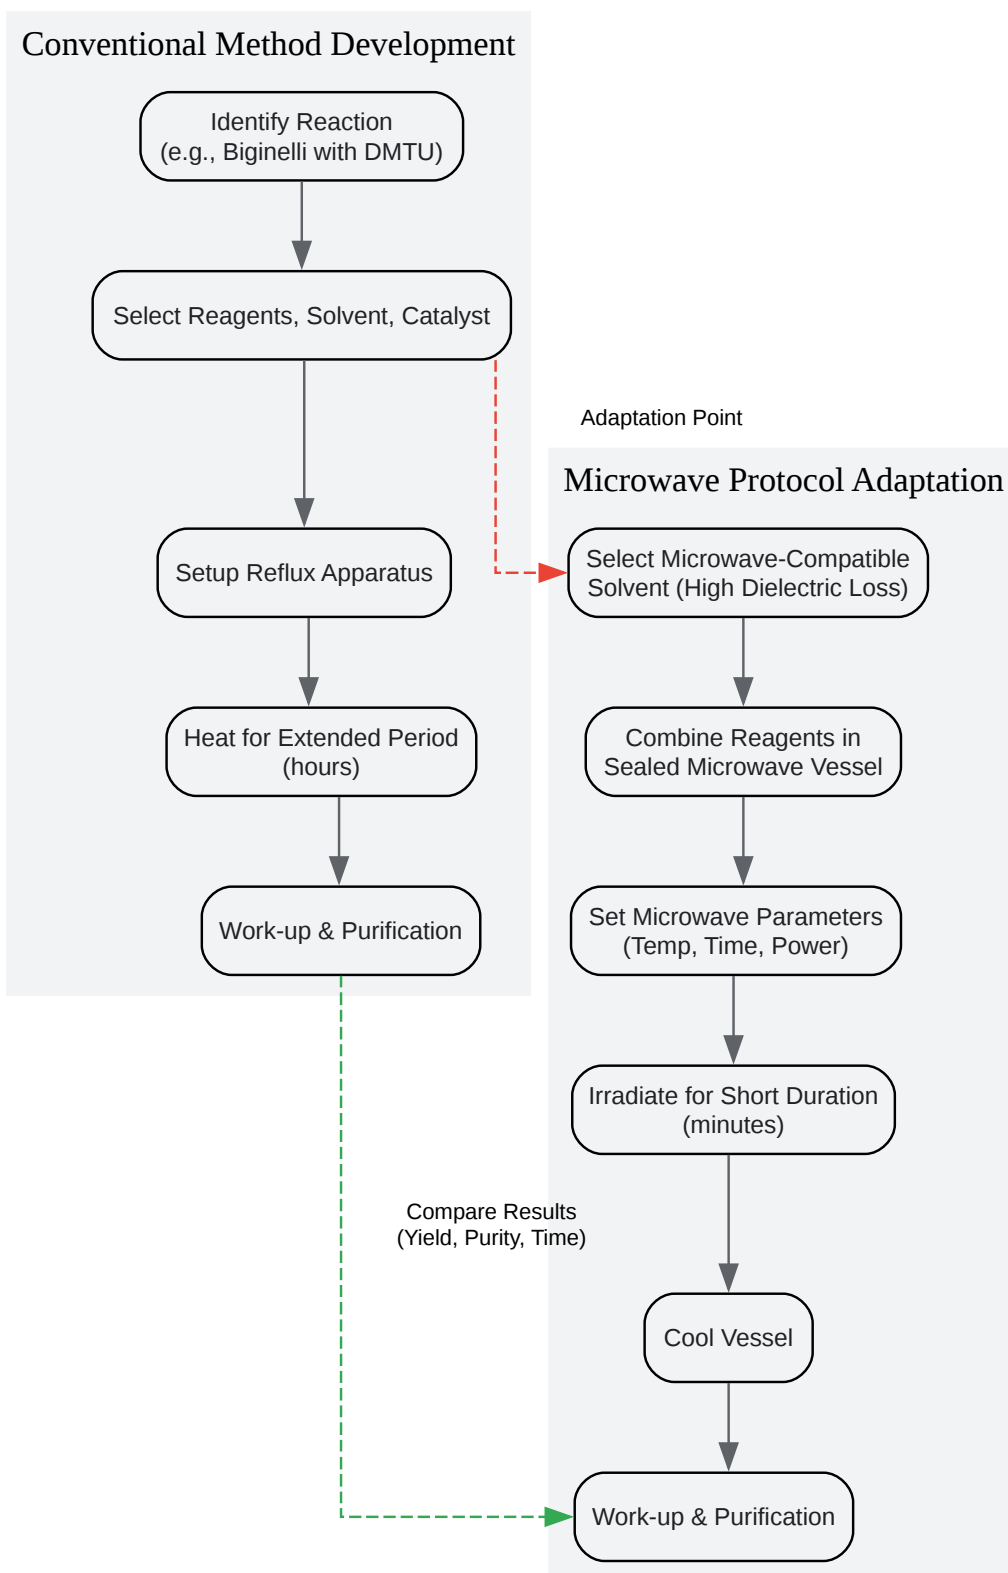 Conventional Method Development
Identify Reaction
(e.g., Biginelli with DMTU)
Select Reagents, Solvent, Catalyst
Setup Reflux Apparatus
Heat for Extended Period
(hours)
Work-up & Purification
Adaptation Point
Microwave Protocol Adaptation
Select Microwave-Compatible
Solvent (High Dielectric Loss)
Combine Reagents in
Sealed Microwave Vessel
Set Microwave Parameters
(Temp, Time, Power)
Irradiate for Short Duration
(minutes)
Compare Results
(Yield, Purity, Time)
Cool Vessel
Work-up & Purification